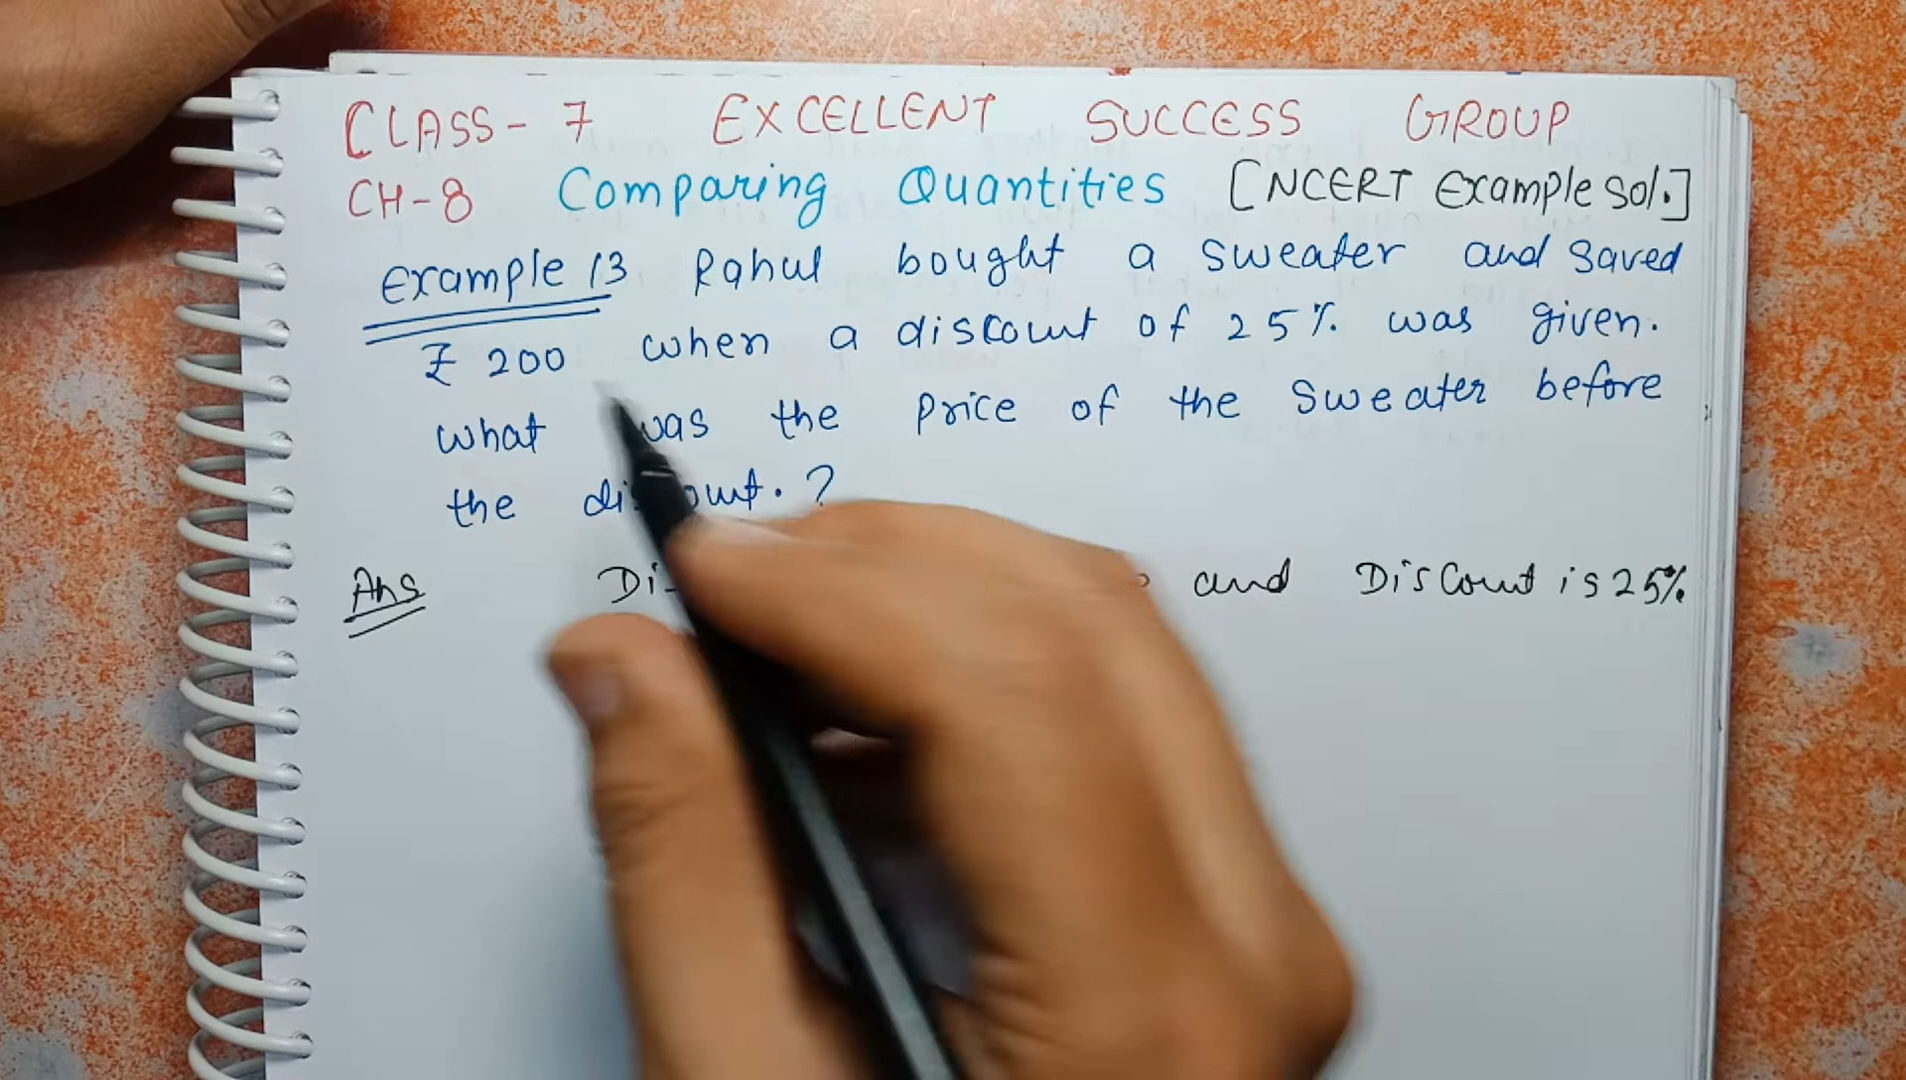 CLASS-7 EXCELLENT SUCCESS GROUP
CH-8 Comparing Quantities [NCERT Example Sol.]
Example 13 Rahul bought a sweater and saved
₹ 200 when a discount of 25% was given.
what was the price of the sweater before
the discount.?
Ans and Discount is 25%